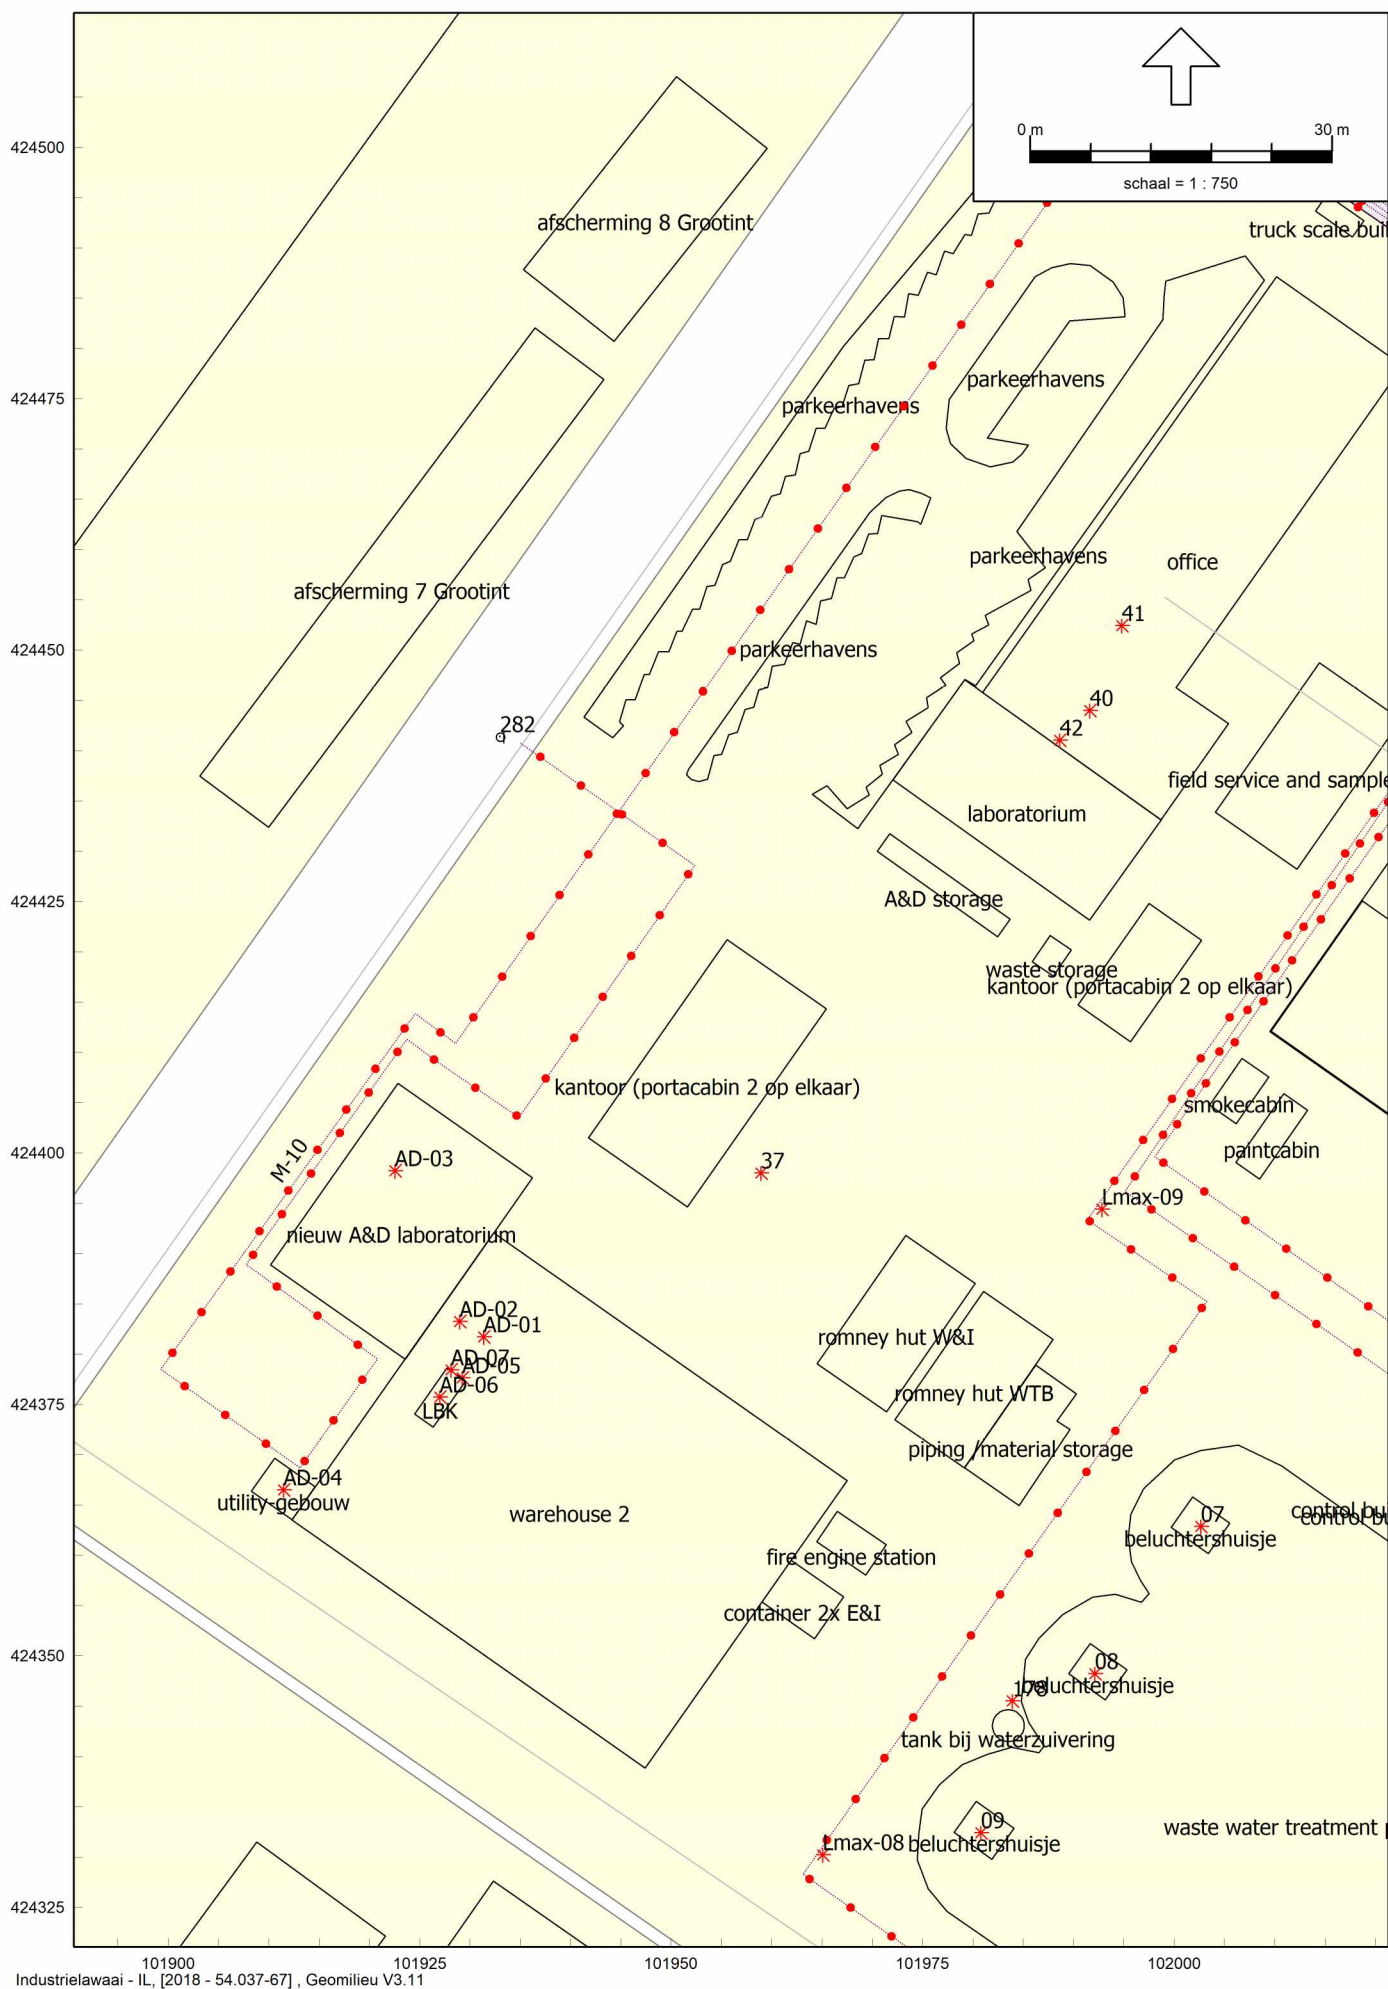 0 m
30 m
schaal = 1 : 750
424500
424475
424450
424425
424400
424375
424350
424325
101900
101925
101950
101975
102000
afscherming 8 Grootint
truck scale buil
parkeerhavens
parkeerhavens
parkeerhavens
office
afscherming 7 Grootint
41
parkeerhavens
40
42
282
field service and sample
laboratorium
A&D storage
waste storage
kantoor (portacabin 2 op elkaar)
kantoor (portacabin 2 op elkaar)
smokecabin
paintcabin
M-10
AD-03
37
Lmax-09
nieuw A&D laboratorium
AD-02
AD-01
romney hut W&I
AD-07
AD-05
AD-06
romney hut WTB
LBK
piping /material storage
AD-04
utility-gebouw
warehouse 2
07
control bui
control bu
beluchtershuisje
fire engine station
container 2x E&I
08
beluchtershuisje
178
tank bij waterzuivering
09
waste water treatment p
Lmax-08
beluchtershuisje
Industrielawaai - IL, [2018 - 54.037-67] , Geomilieu V3.11